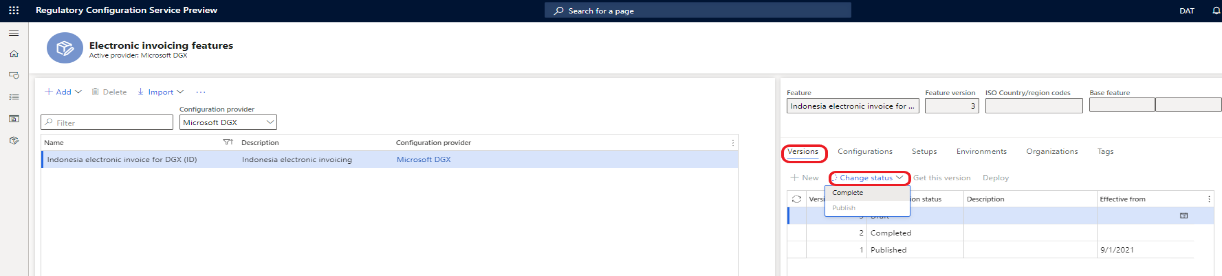 Regulatory Configuration Service Preview
Search for a page
DAT
Electronic invoicing features
Active provider: Microsoft DGX
Add
Delete
Import
Configuration provider
Filter
Microsoft DGX
Name
Description
Configuration provider
Indonesia electronic invoice for DGX (ID)
Indonesia electronic invoicing
Microsoft DGX
Feature
Feature version
ISO Country/region codes
Base feature
Indonesia electronic invoice for ...
3
Versions
Configurations
Setups
Environments
Organizations
Tags
New
Change status
Get this version
Deploy
Complete
Publish
status
Description
Effective from
2 Completed
1 Published 9/1/2021